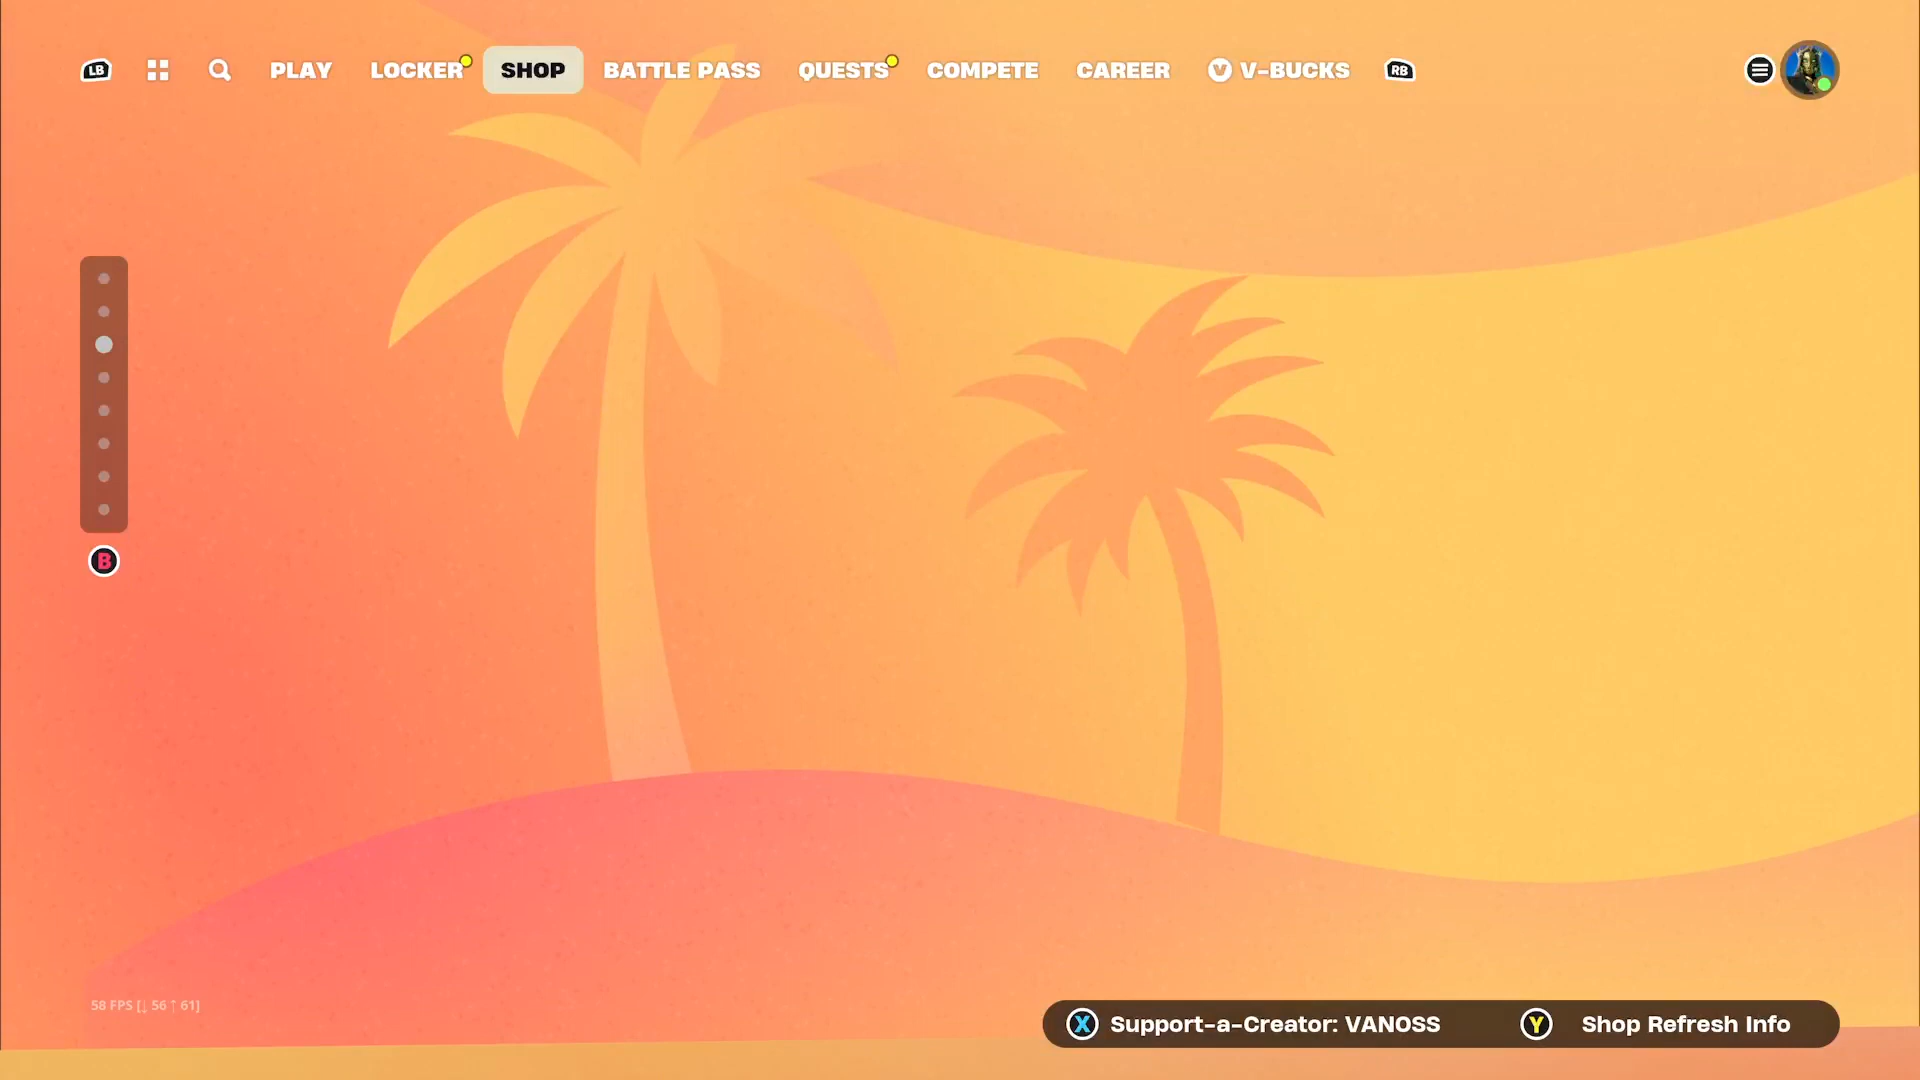 LB PLAY LOCKER SHOP BATTLE PASS QUESTS COMPETE CAREER V V-BUCKS RB
B
58 FPS [↓ 56 ↑ 61]
X Support-a-Creator: VANOSS Y Shop Refresh Info